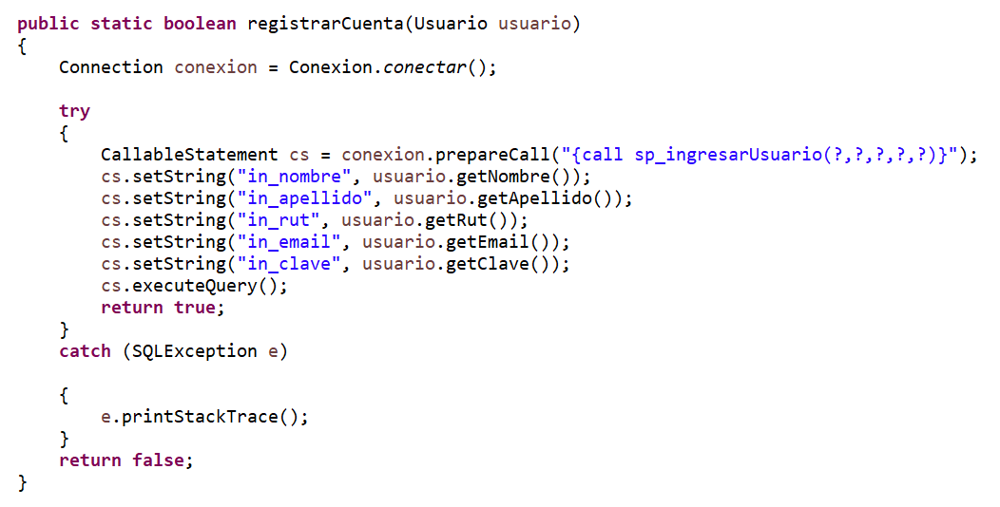 public static boolean registrarCuenta(Usuario usuario)
{
    Connection conexion = Conexion.conectar();

    try
    {
        CallableStatement cs = conexion.prepareCall("{call sp_ingresarUsuario(?,?,?,?,?)}");
        cs.setString("in_nombre", usuario.getNombre());
        cs.setString("in_apellido", usuario.getApellido());
        cs.setString("in_rut", usuario.getRut());
        cs.setString("in_email", usuario.getEmail());
        cs.setString("in_clave", usuario.getClave());
        cs.executeQuery();
        return true;
    }
    catch (SQLException e)

    {
        e.printStackTrace();
    }
    return false;
}